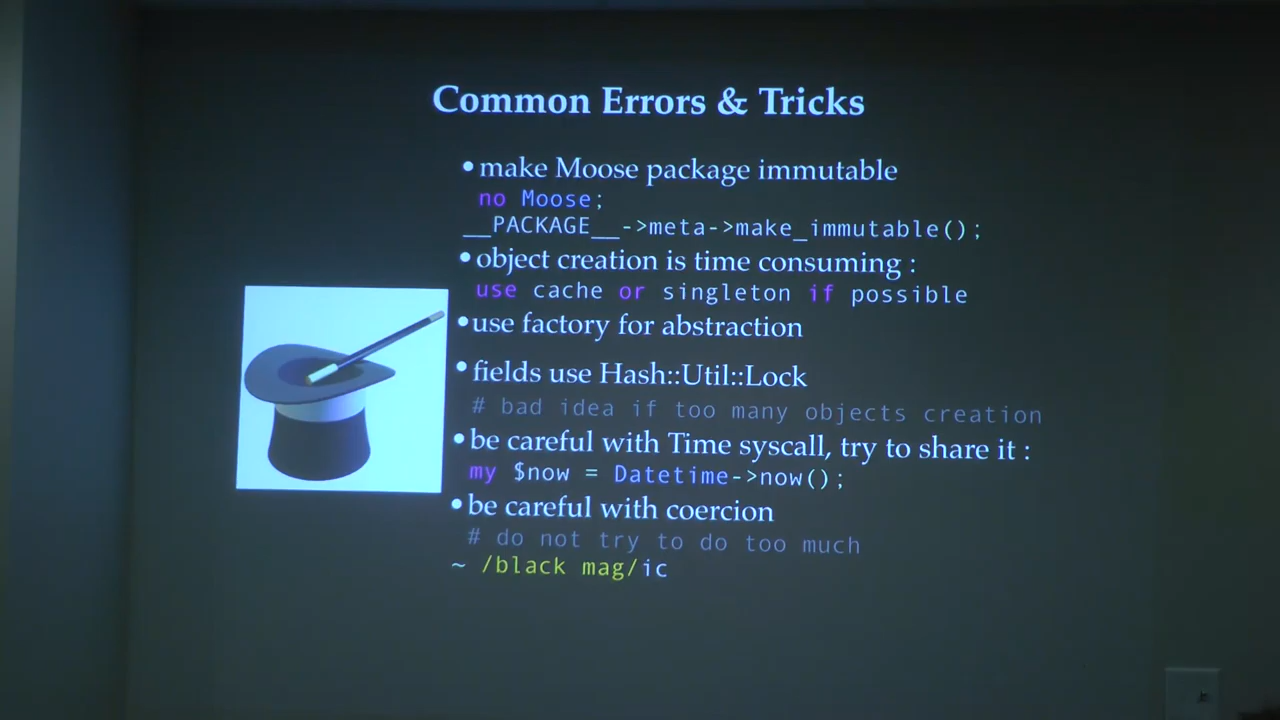 Common Errors & Tricks
•make Moose package immutable
no Moose;
__PACKAGE__->meta->make_immutable();
•object creation is time consuming :
use cache or singleton if possible
•use factory for abstraction
•fields use Hash::Util::Lock
# bad idea if too many objects creation
•be careful with Time syscall, try to share it :
my $now = Datetime->now();
•be careful with coercion
# do not try to do too much
~ /black mag/ic